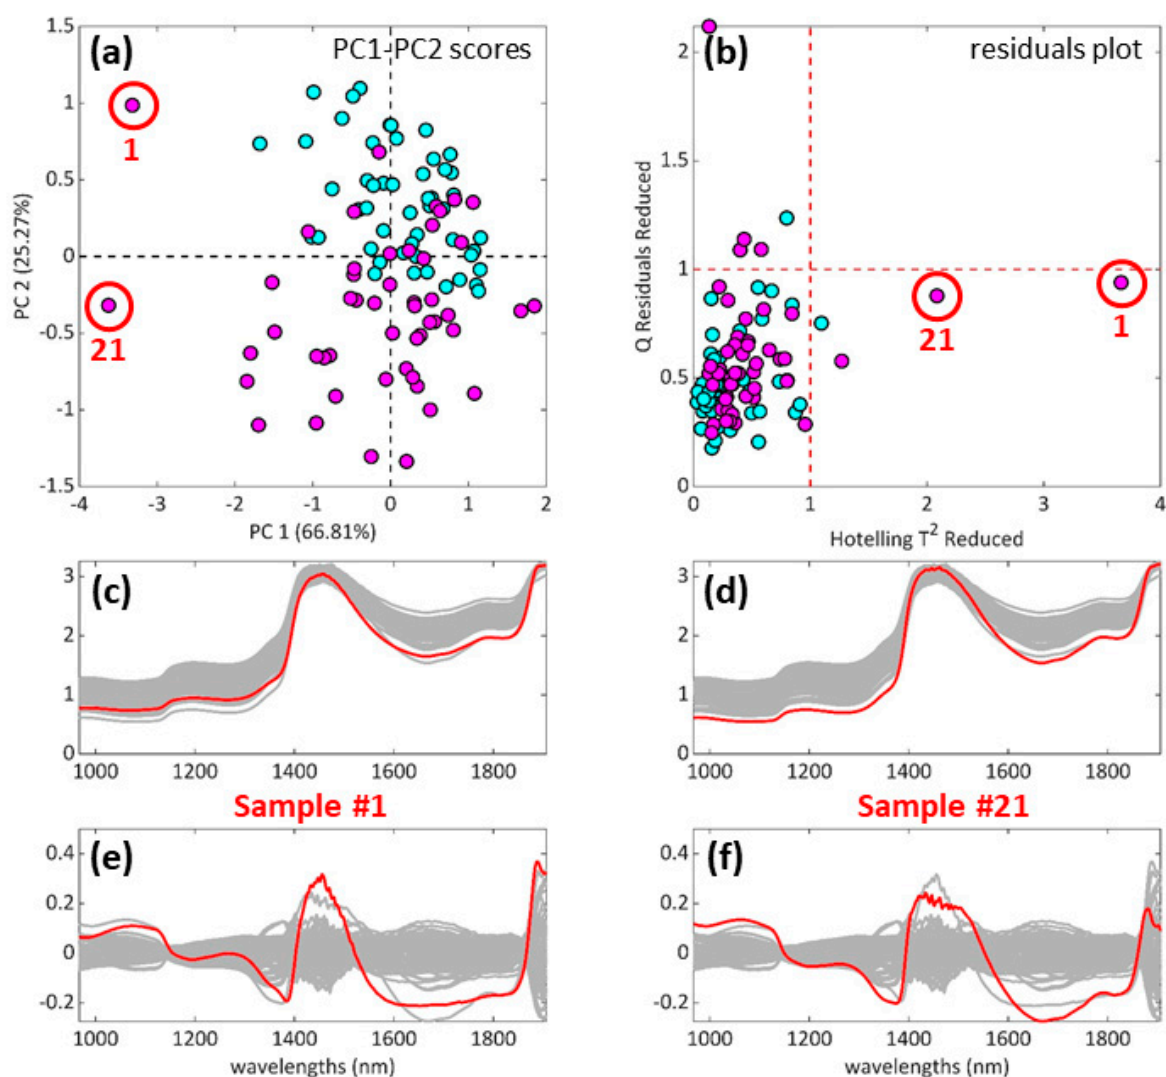 (a) PC1-PC2 scores
1.5
1
0.5
0
-0.5
-1
-1.5
PC 2 (25.27%)
1
21
-4 -3 -2 -1 0 1 2
PC 1 (66.81%)
(b) residuals plot
2
1.5
1
0.5
0
Q Residuals Reduced
21
1
0 1 2 3 4
Hotelling T² Reduced
(c)
3
2
1
0
1000 1200 1400 1600 1800
(d)
3
2
1
0
1000 1200 1400 1600 1800
Sample #1
Sample #21
(e)
0.4
0.2
0
-0.2
1000 1200 1400 1600 1800
wavelengths (nm)
(f)
0.4
0.2
0
-0.2
1000 1200 1400 1600 1800
wavelengths (nm)